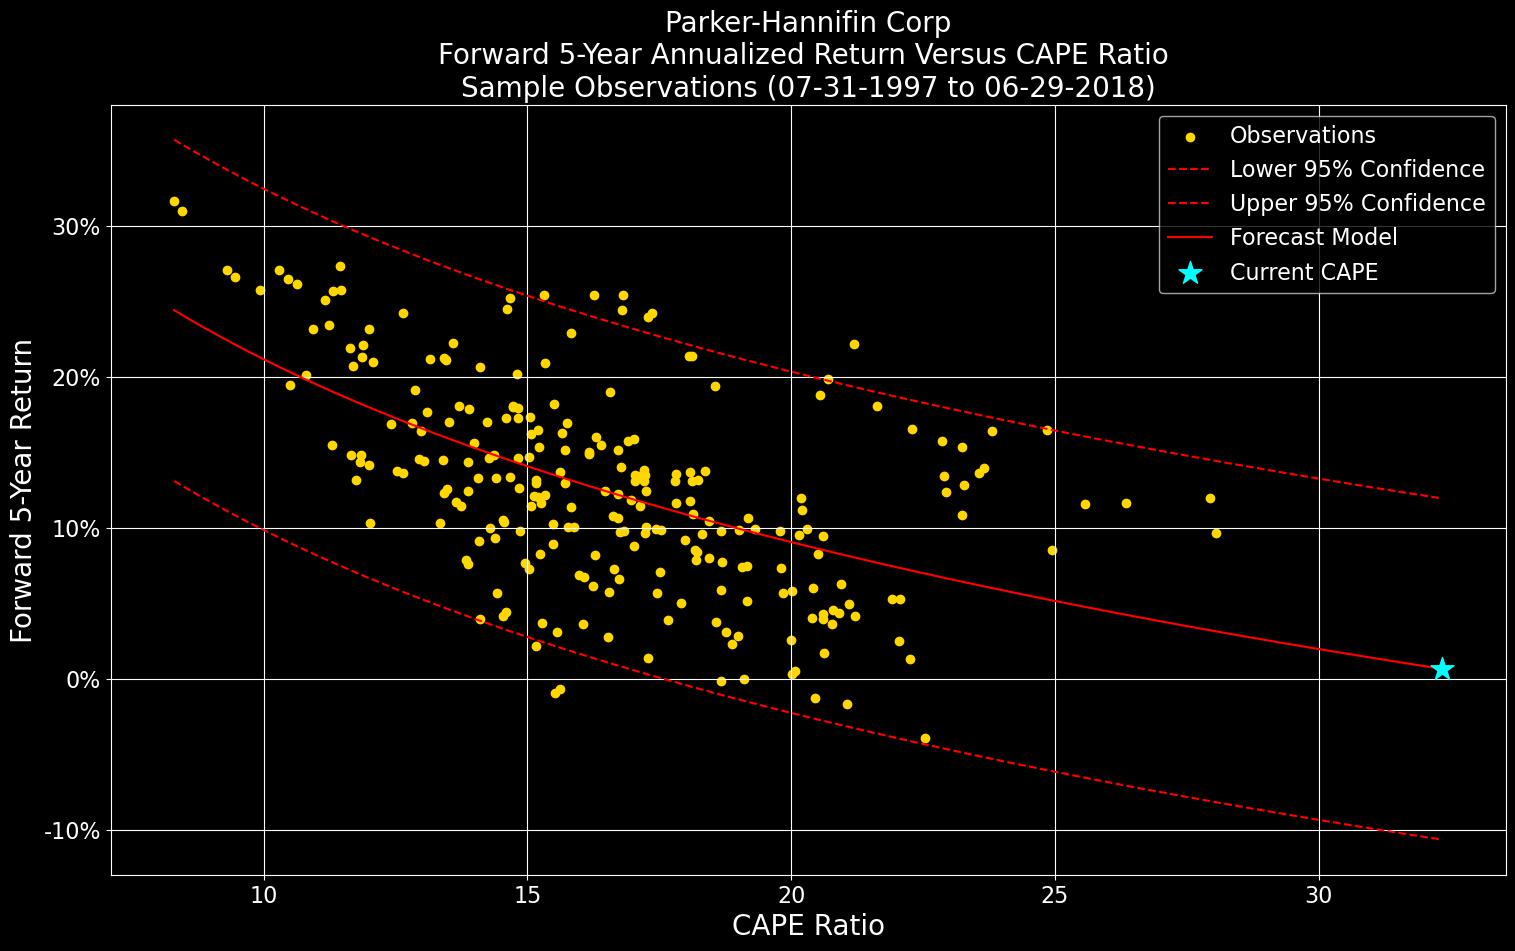 Parker-Hannifin Corp
Forward 5-Year Annualized Return Versus CAPE Ratio
Sample Observations (07-31-1997 to 06-29-2018)
Observations
Lower 95% Confidence
Upper 95% Confidence
Forecast Model
Current CAPE
Forward 5-Year Return
30%
20%
10%
0%
-10%
10 15 20 25 30
CAPE Ratio